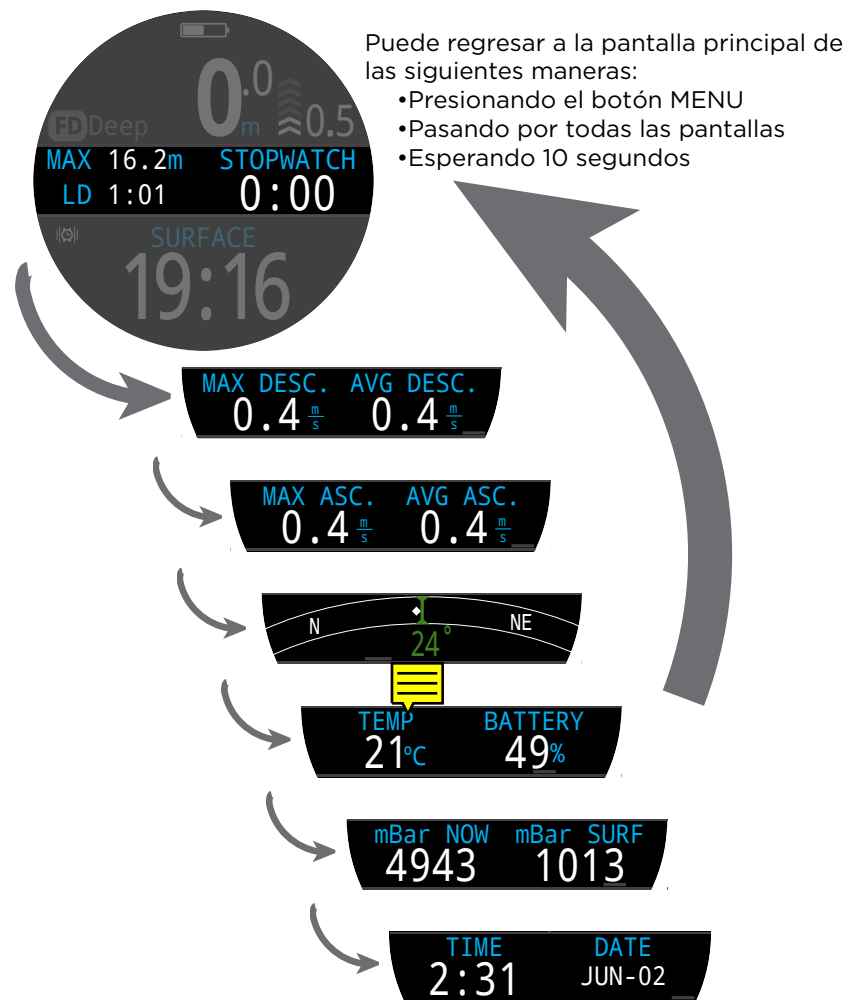 Puede regresar a la pantalla principal de
las siguientes maneras:
•Presionando el botón MENU
•Pasando por todas las pantallas
•Esperando 10 segundos
0.0
m
0.5
FD Deep
MAX 16.2m STOPWATCH
LD 1:01 0:00
SURFACE
19:16
MAX DESC. AVG DESC.
0.4 m/s 0.4 m/s
MAX ASC. AVG ASC.
0.4 m/s 0.4 m/s
N NE
24°
TEMP BATTERY
21°C 49%
mBar NOW mBar SURF
4943 1013
TIME DATE
2:31 JUN-02